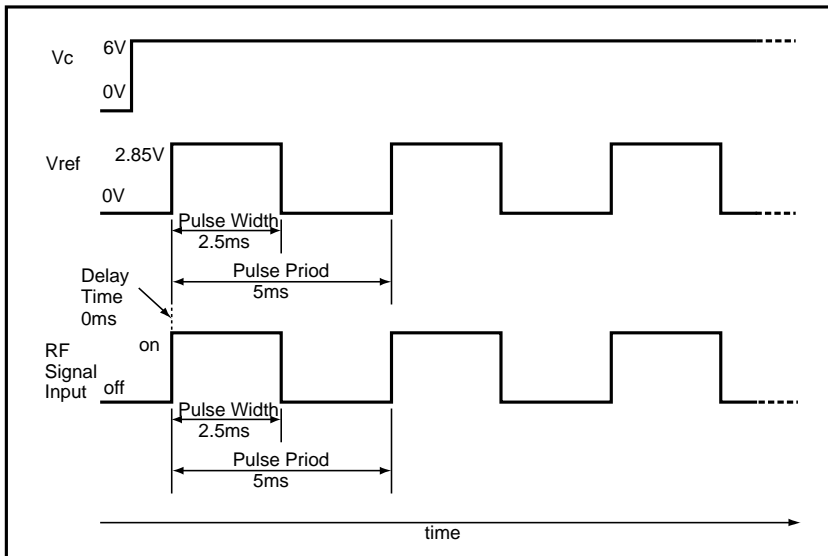 6V
Vc
0V
2.85V
Vref
0V
Pulse Width
2.5ms
Pulse Priod
5ms
Delay
Time
0ms
on
RF
Signal
Input
off
Pulse Width
2.5ms
Pulse Priod
5ms
time